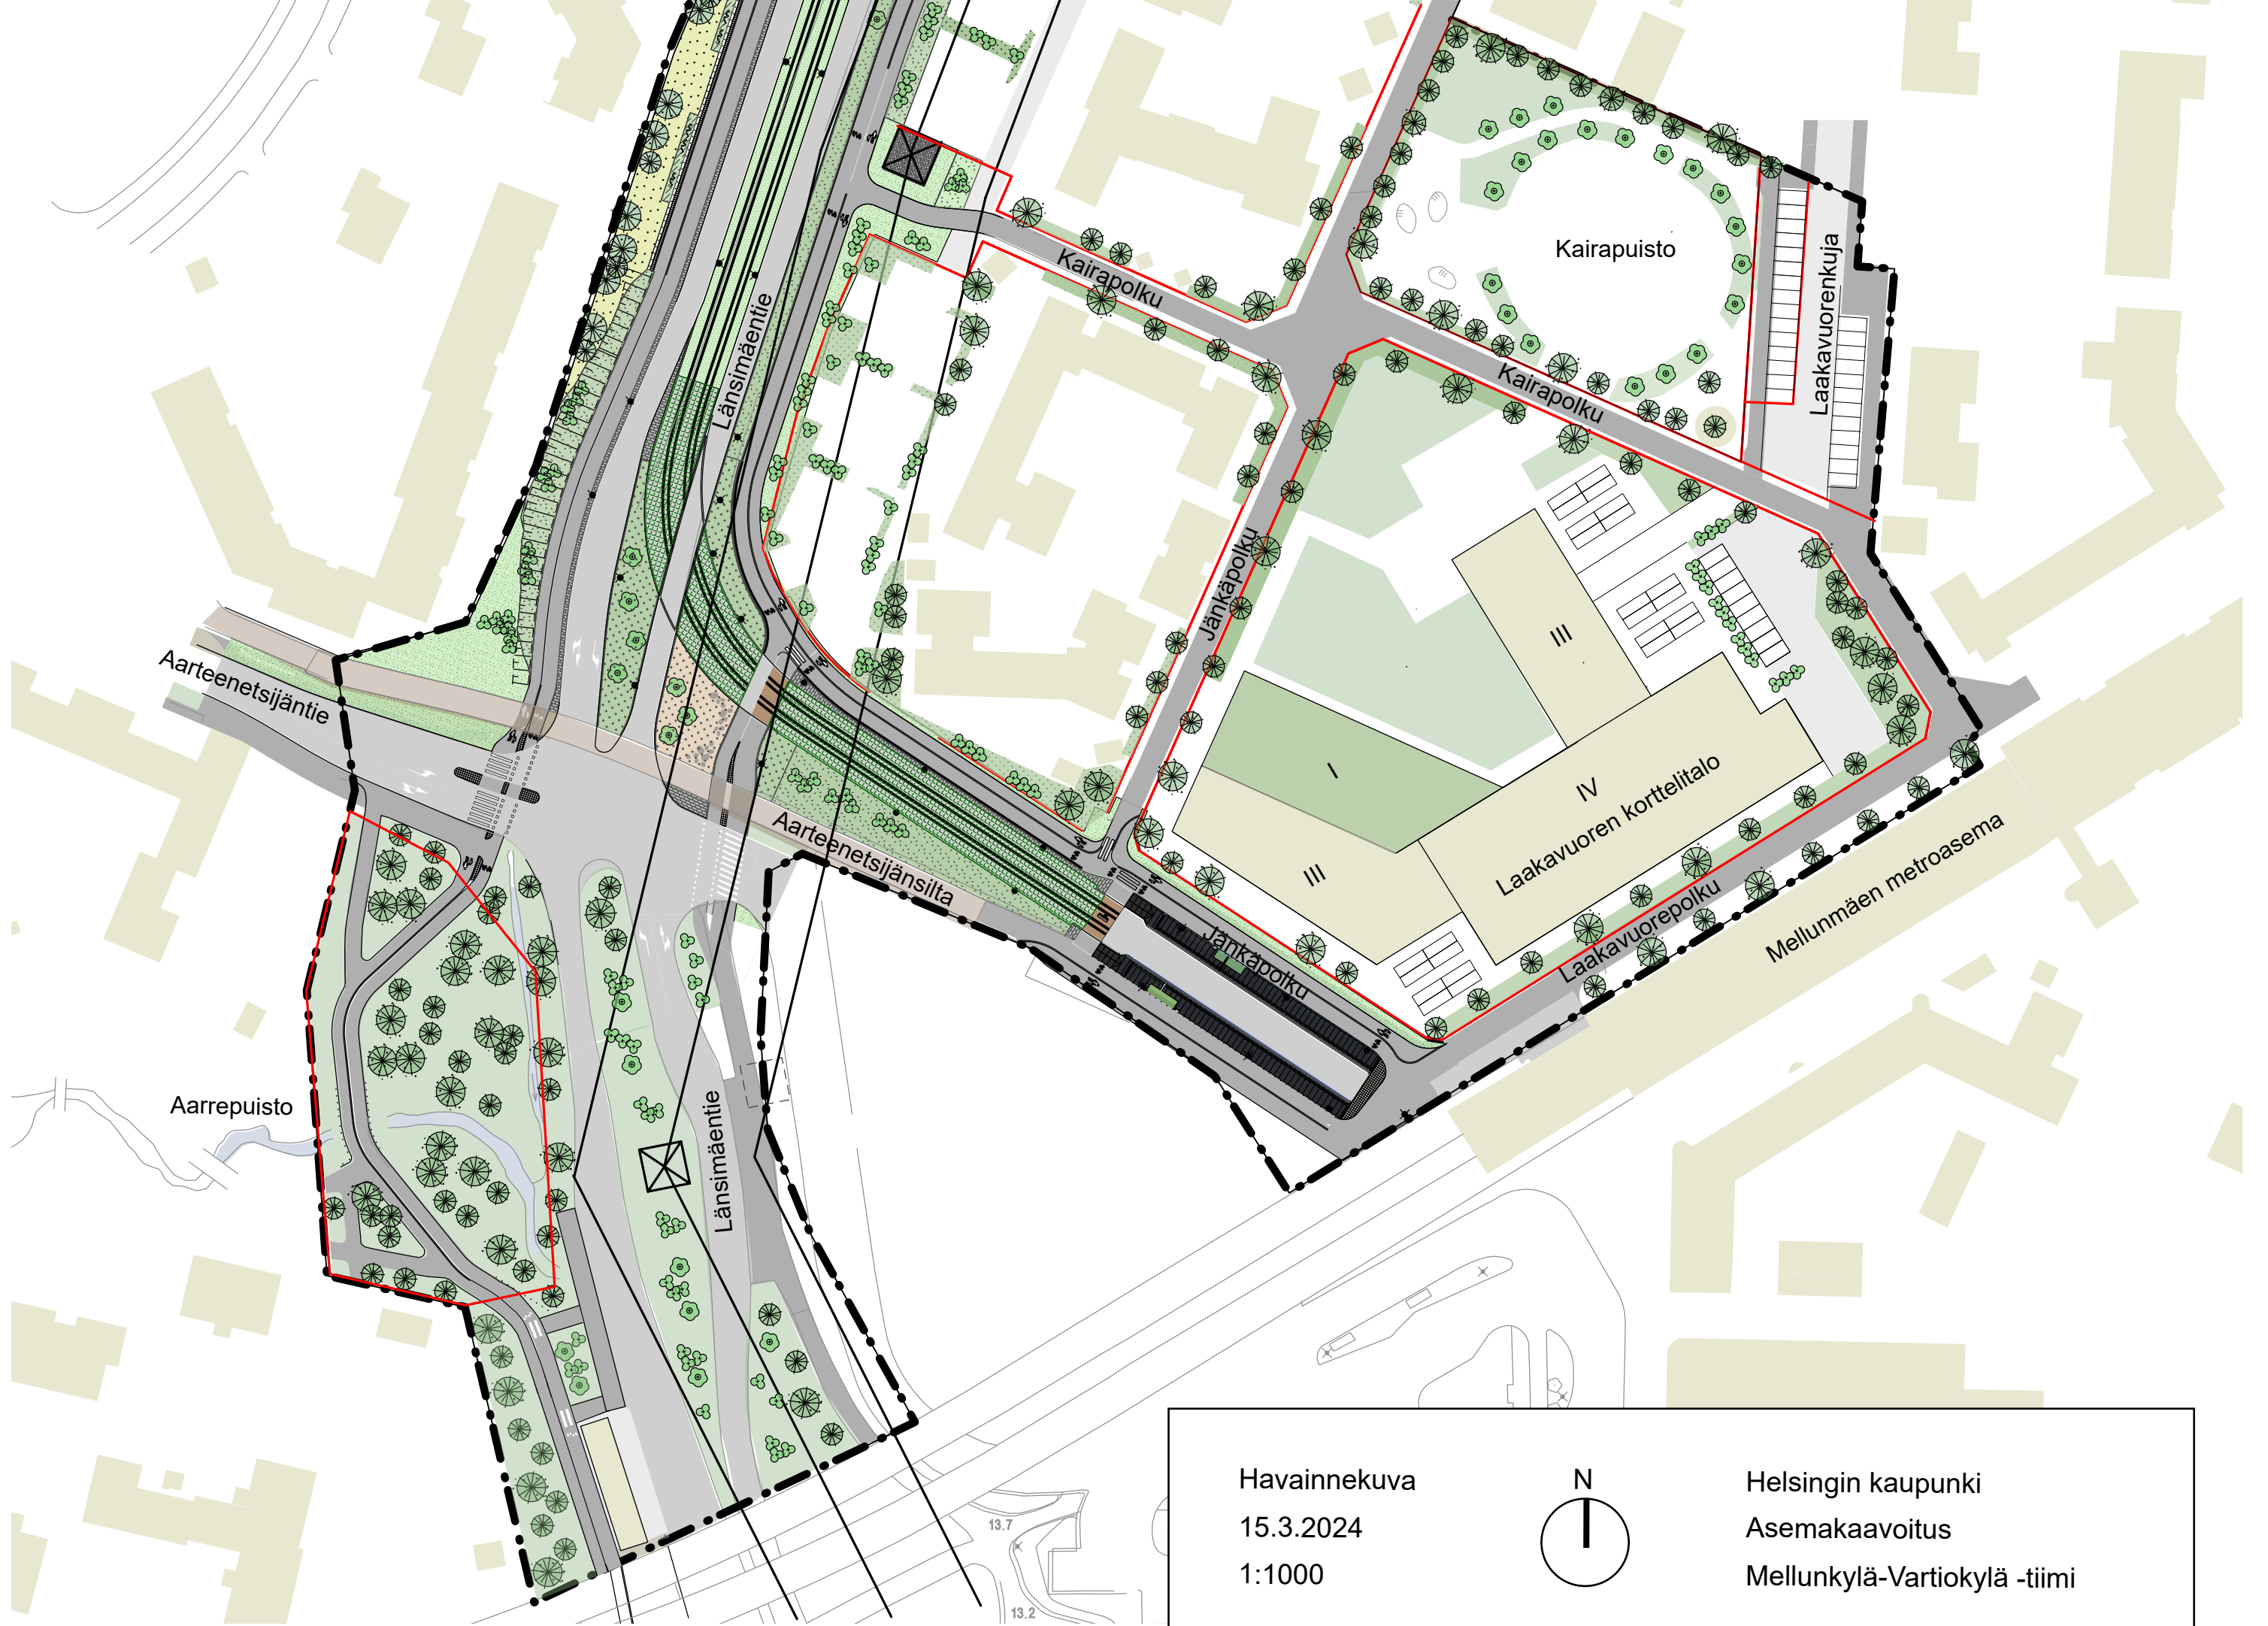 Kairapuisto
Laakavuorenkuja
Kairapolku
Länsimäentie
Kairapolku
Jänkäpolku
III
Aarteenetsijäntie
I
IV
Laakavuoren korttelitalo
III
Aarteenetsijänsilta
Mellunmäen metroasema
Laakavuorepolku
Jänkäpolku
Aarrepuisto
Länsimäentie
13.7
13.2
Havainnekuva
15.3.2024
1:1000
N
Helsingin kaupunki
Asemakaavoitus
Mellunkylä-Vartiokylä -tiimi